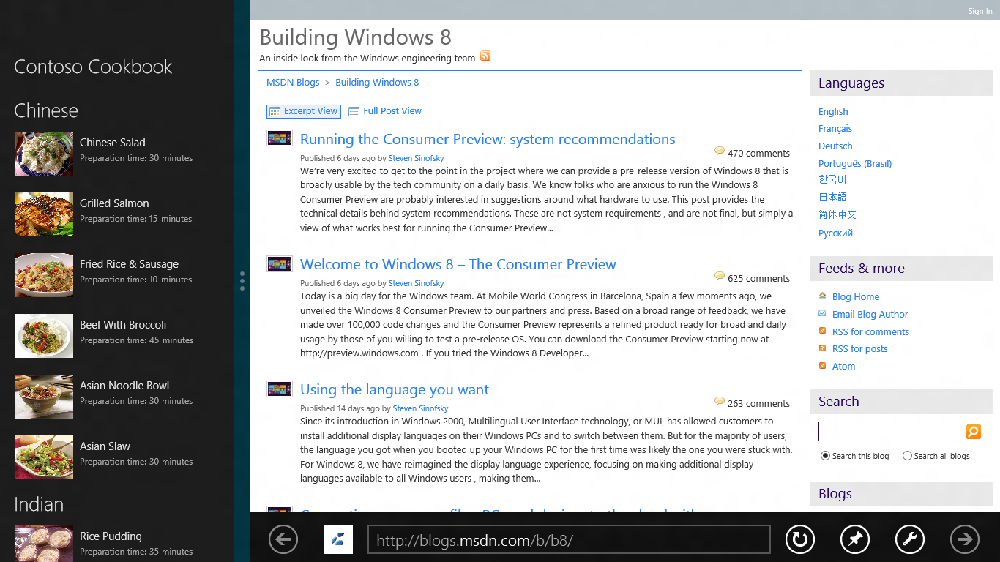 Contoso Cookbook
Chinese
Chinese Salad
Preparation time: 30 minutes
Grilled Salmon
Preparation time: 15 minutes
Fried Rice & Sausage
Preparation time: 10 minutes
Beef With Broccoli
Preparation time: 45 minutes
Asian Noodle Bowl
Preparation time: 30 minutes
Asian Slaw
Preparation time: 30 minutes
Indian
Rice Pudding
Preparation time: 35 minutes
Sign In
Building Windows 8
An inside look from the Windows engineering team
MSDN Blogs > Building Windows 8
Excerpt View Full Post View
Running the Consumer Preview: system recommendations
470 comments
Published 6 days ago by Steven Sinofsky
We're very excited to get to the point in the project where we can provide a pre-release version of Windows 8 that is
broadly usable by the tech community on a daily basis. We know folks who are anxious to run the Windows 8
Consumer Preview are probably interested in suggestions around what hardware to use. This post provides the
technical details behind system recommendations. These are not system requirements , and are not final, but simply a
view of what works best for running the Consumer Preview...
Welcome to Windows 8 – The Consumer Preview
625 comments
Published 6 days ago by Steven Sinofsky
Today is a big day for the Windows team. At Mobile World Congress in Barcelona, Spain a few moments ago, we
unveiled the Windows 8 Consumer Preview to our partners and press. Based on a broad range of feedback, we have
made over 100,000 code changes and the Consumer Preview represents a refined product ready for broad and daily
usage by those of you willing to test a pre-release OS. You can download the Consumer Preview starting now at
http://preview.windows.com . If you tried the Windows 8 Developer...
Using the language you want
263 comments
Published 14 days ago by Steven Sinofsky
Since its introduction in Windows 2000, Multilingual User Interface technology, or MUI, has allowed customers to
install additional display languages on their Windows PCs and to switch between them. But for the majority of users,
the language you got when you booted up your Windows PC for the first time was likely the one you were stuck with.
For Windows 8, we have reimagined the display language experience, focusing on making additional display
languages available to all Windows users , making them...
Languages
English
Français
Deutsch
Português (Brasil)
한국어
日本語
简体中文
Русский
Feeds & more
Blog Home
Email Blog Author
RSS for comments
RSS for posts
Atom
Search
Search this blog Search all blogs
Blogs
http://blogs.msdn.com/b/b8/